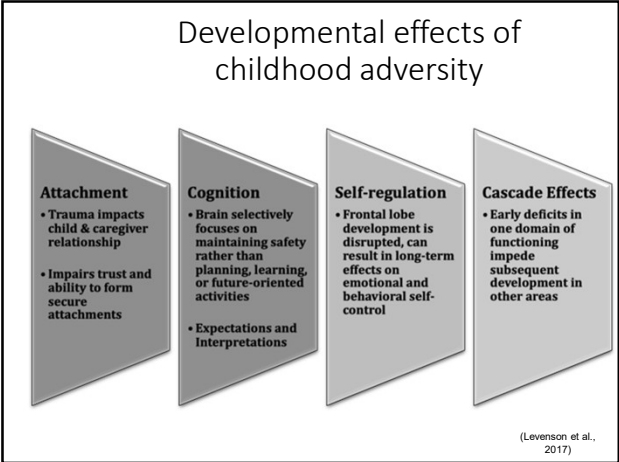 Developmental effects of
childhood adversity
Attachment
• Trauma impacts
child & caregiver
relationship
• Impairs trust and
ability to form
secure
attachments
Cognition
• Brain selectively
focuses on
maintaining safety
rather than
planning, learning,
or future-oriented
activities
• Expectations and
Interpretations
Self-regulation
• Frontal lobe
development is
disrupted, can
result in long-term
effects on
emotional and
behavioral self-
control
Cascade Effects
• Early deficits in
one domain of
functioning
impede
subsequent
development in
other areas
(Levenson et al.,
2017)